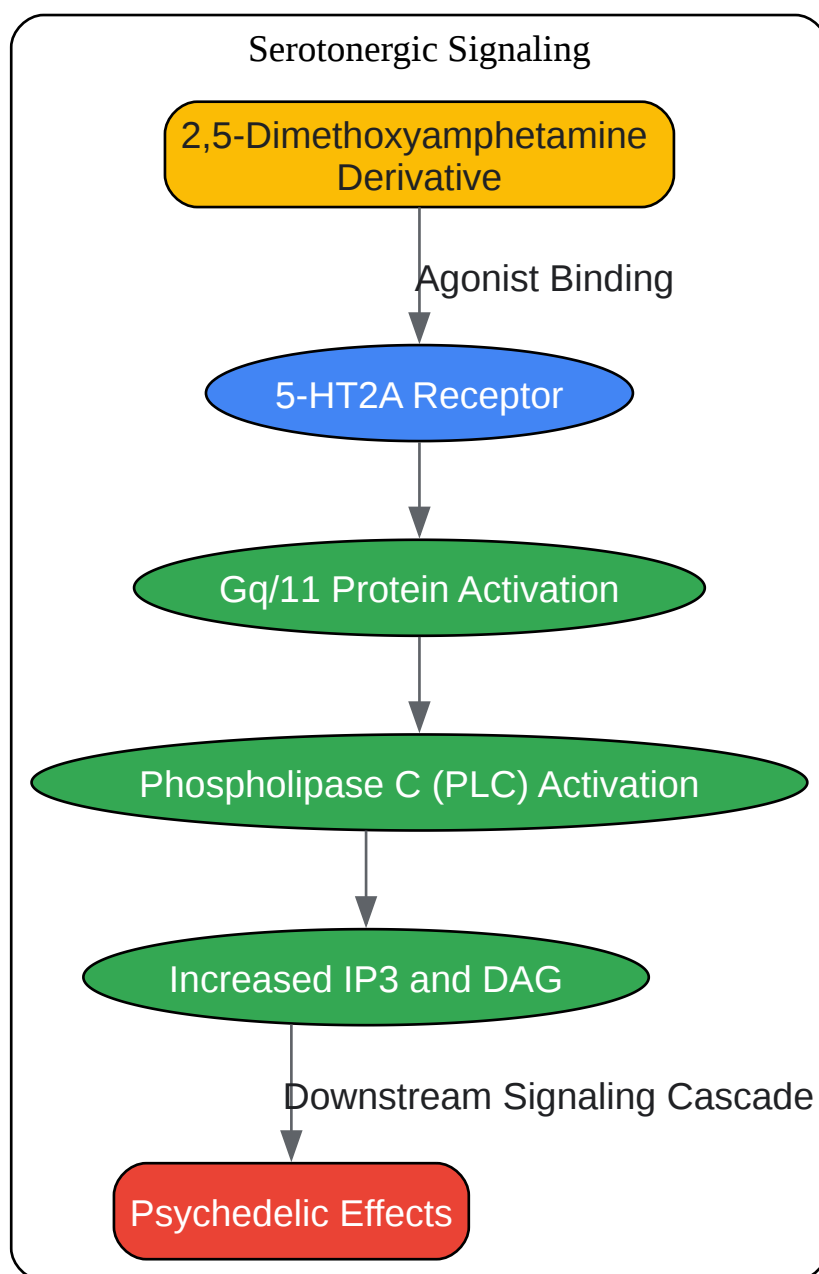 Serotonergic Signaling
2,5-Dimethoxyamphetamine
Derivative
Agonist Binding
5-HT2A Receptor
Gq/11 Protein Activation
Phospholipase C (PLC) Activation
Increased IP3 and DAG
Downstream Signaling Cascade
Psychedelic Effects